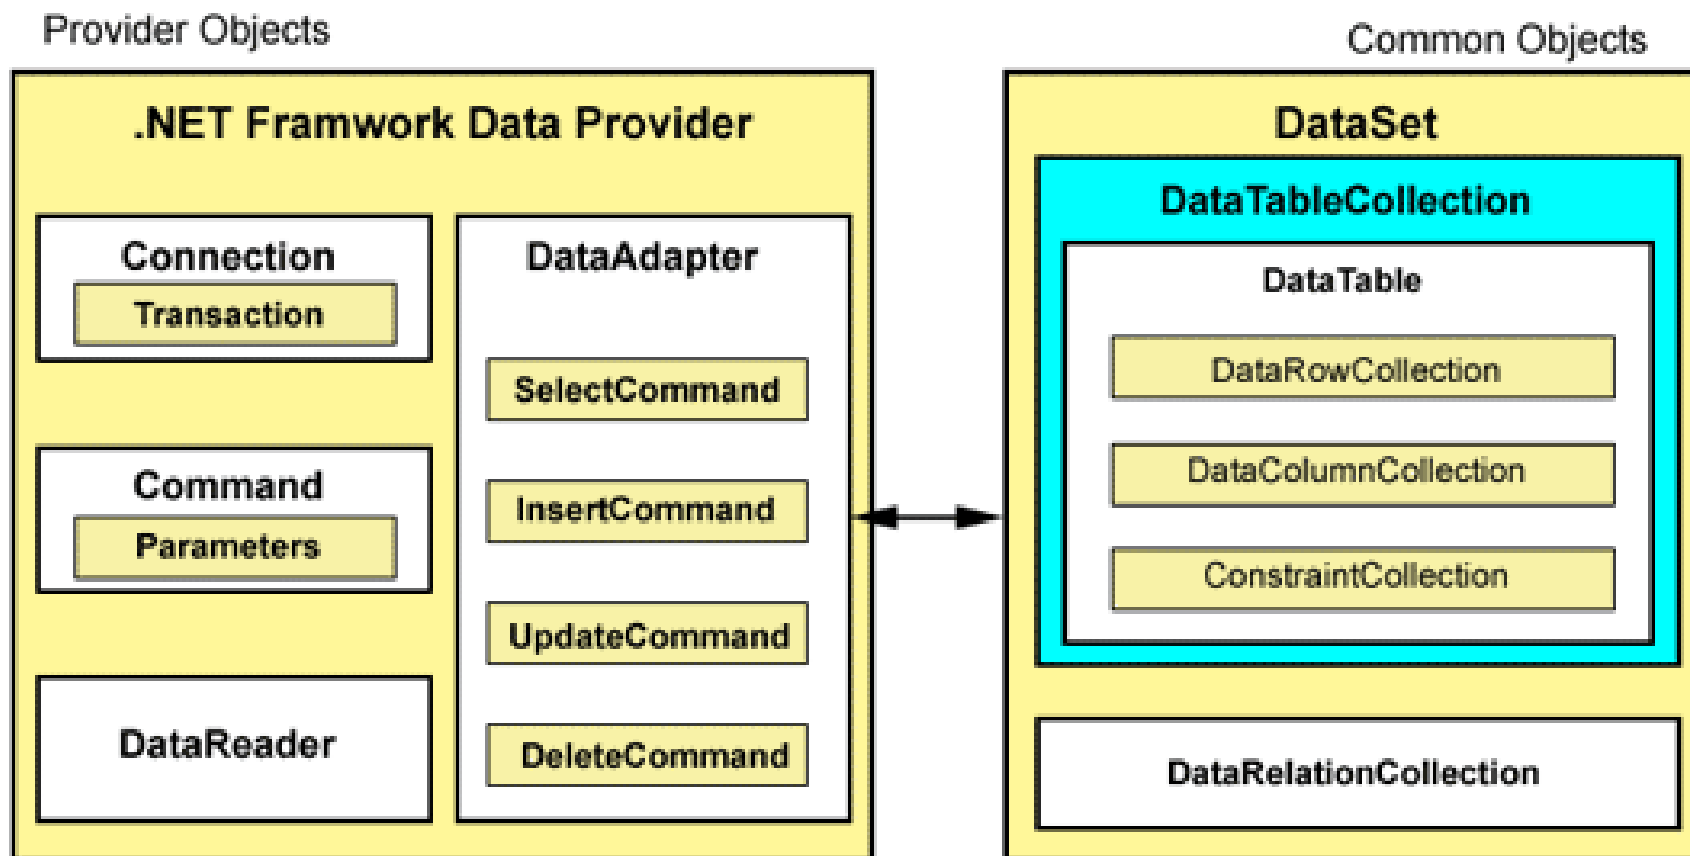 Provider Objects
.NET Framwork Data Provider
Connection
Transaction
Command
Parameters
DataReader
DataAdapter
SelectCommand
InsertCommand
UpdateCommand
DeleteCommand
Common Objects
DataSet
DataTableCollection
DataTable
DataRowCollection
DataColumnCollection
ConstraintCollection
DataRelationCollection